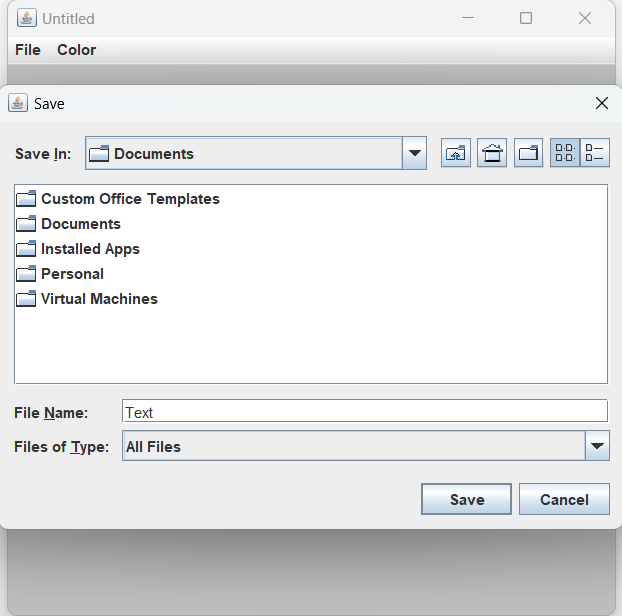 Untitled
File Color
Save
Save In: Documents
Custom Office Templates
Documents
Installed Apps
Personal
Virtual Machines
File Name: Text
Files of Type: All Files
Save Cancel